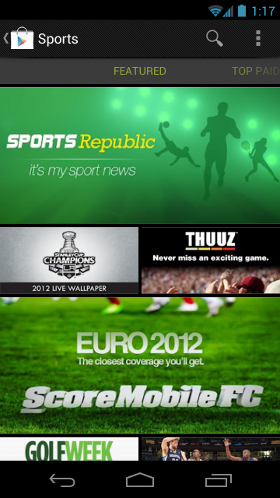 1:17
Sports
FEATURED
TOP PAID
SPORTS Republic
it's my sport news
STANLEY CUP
CHAMPIONS
2012 LIVE WALLPAPER
THUUZ
Never miss an exciting game.
EURO 2012
The closest coverage you'll get.
ScoreMobile FC
GOLFWEEK